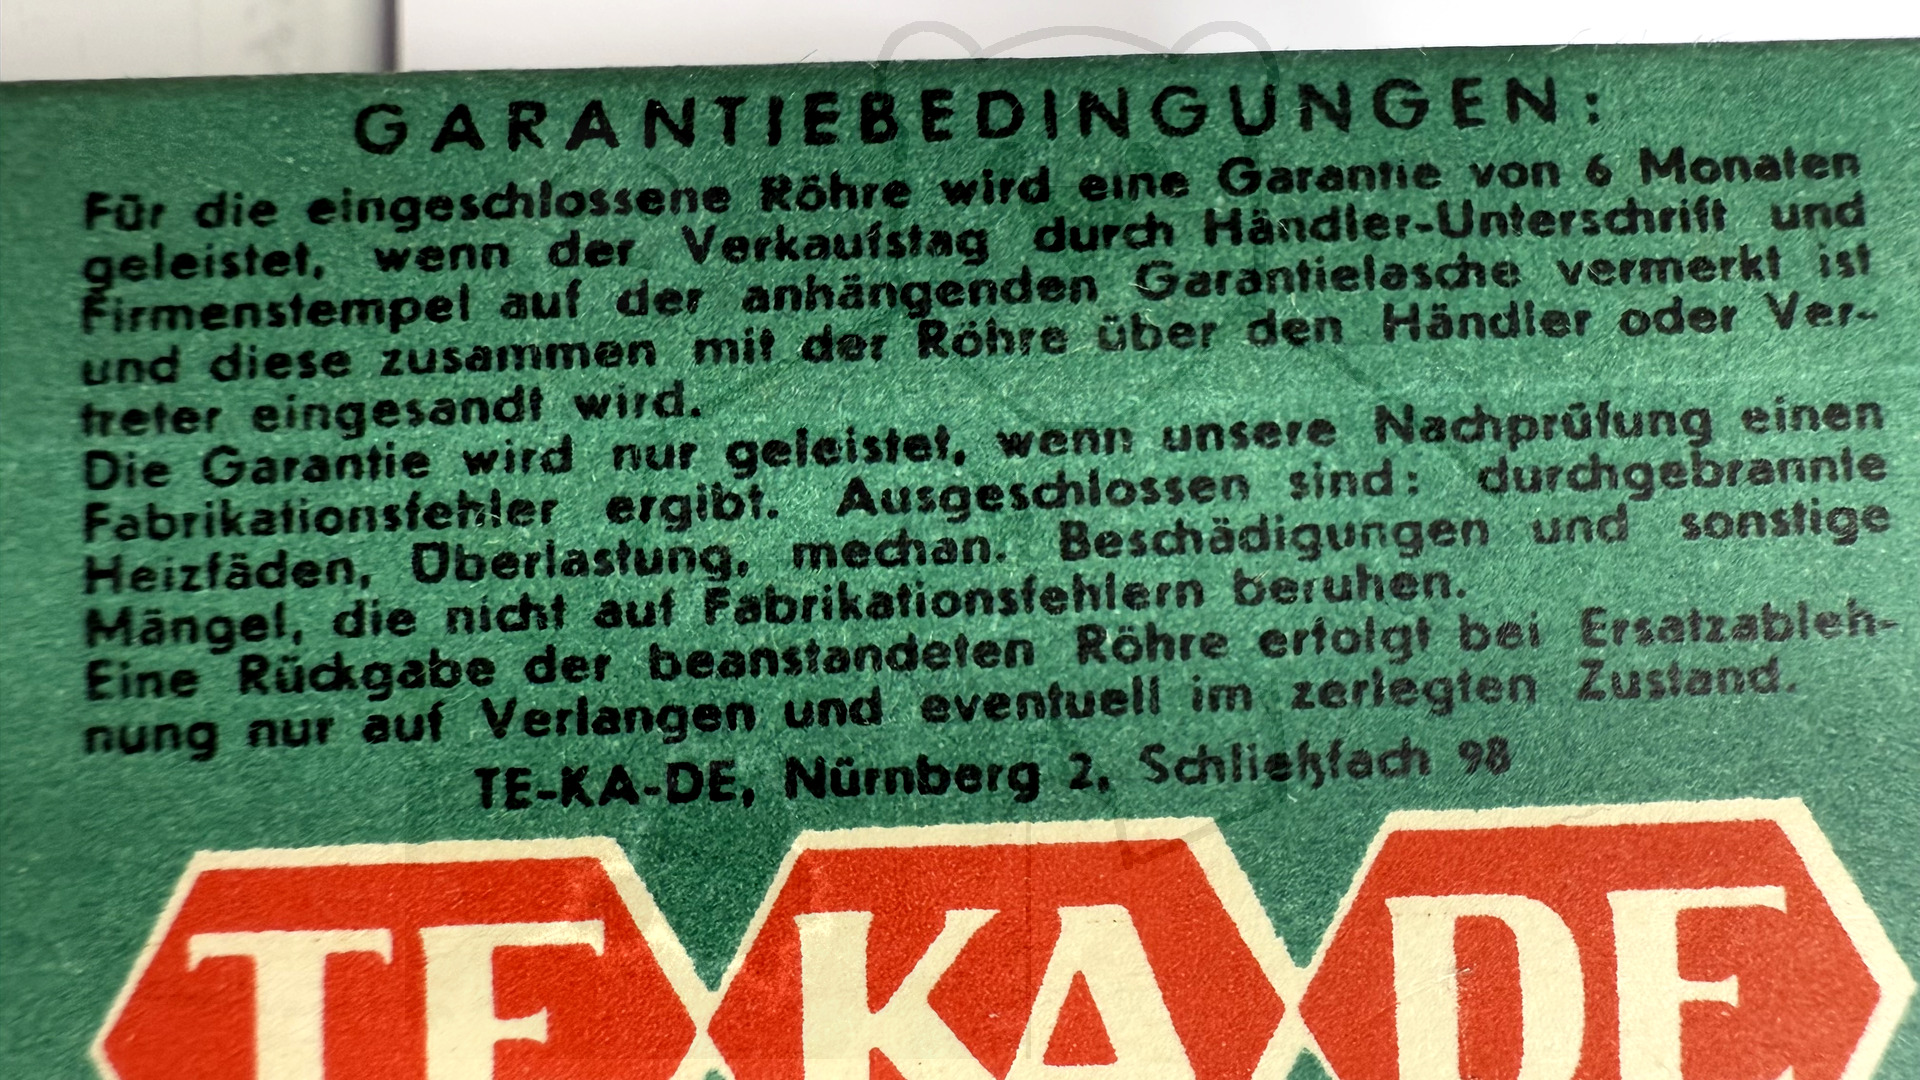 GARANTIEBEDINGUNGEN:
Für die eingeschlossene Röhre wird eine Garantie von 6 Monaten
geleistet, wenn der Verkaufstag durch Händler-Unterschrift und
Firmenstempel auf der anhängenden Garantielasche vermerkt ist
und diese zusammen mit der Röhre über den Händler oder Ver-
treter eingesandt wird.
Die Garantie wird nur geleistet, wenn unsere Nachprüfung einen
Fabrikationsfehler ergibt. Ausgeschlossen sind: durchgebrannte
Heizfäden, Überlastung, mechan. Beschädigungen und sonstige
Mängel, die nicht auf Fabrikationsfehlern beruhen.
Eine Rückgabe der beanstandeten Röhre erfolgt bei Ersatzableh-
nung nur auf Verlangen und eventuell im zerlegten Zustand.
TE-KA-DE, Nürnberg 2, Schließfach 98
TE KA DE